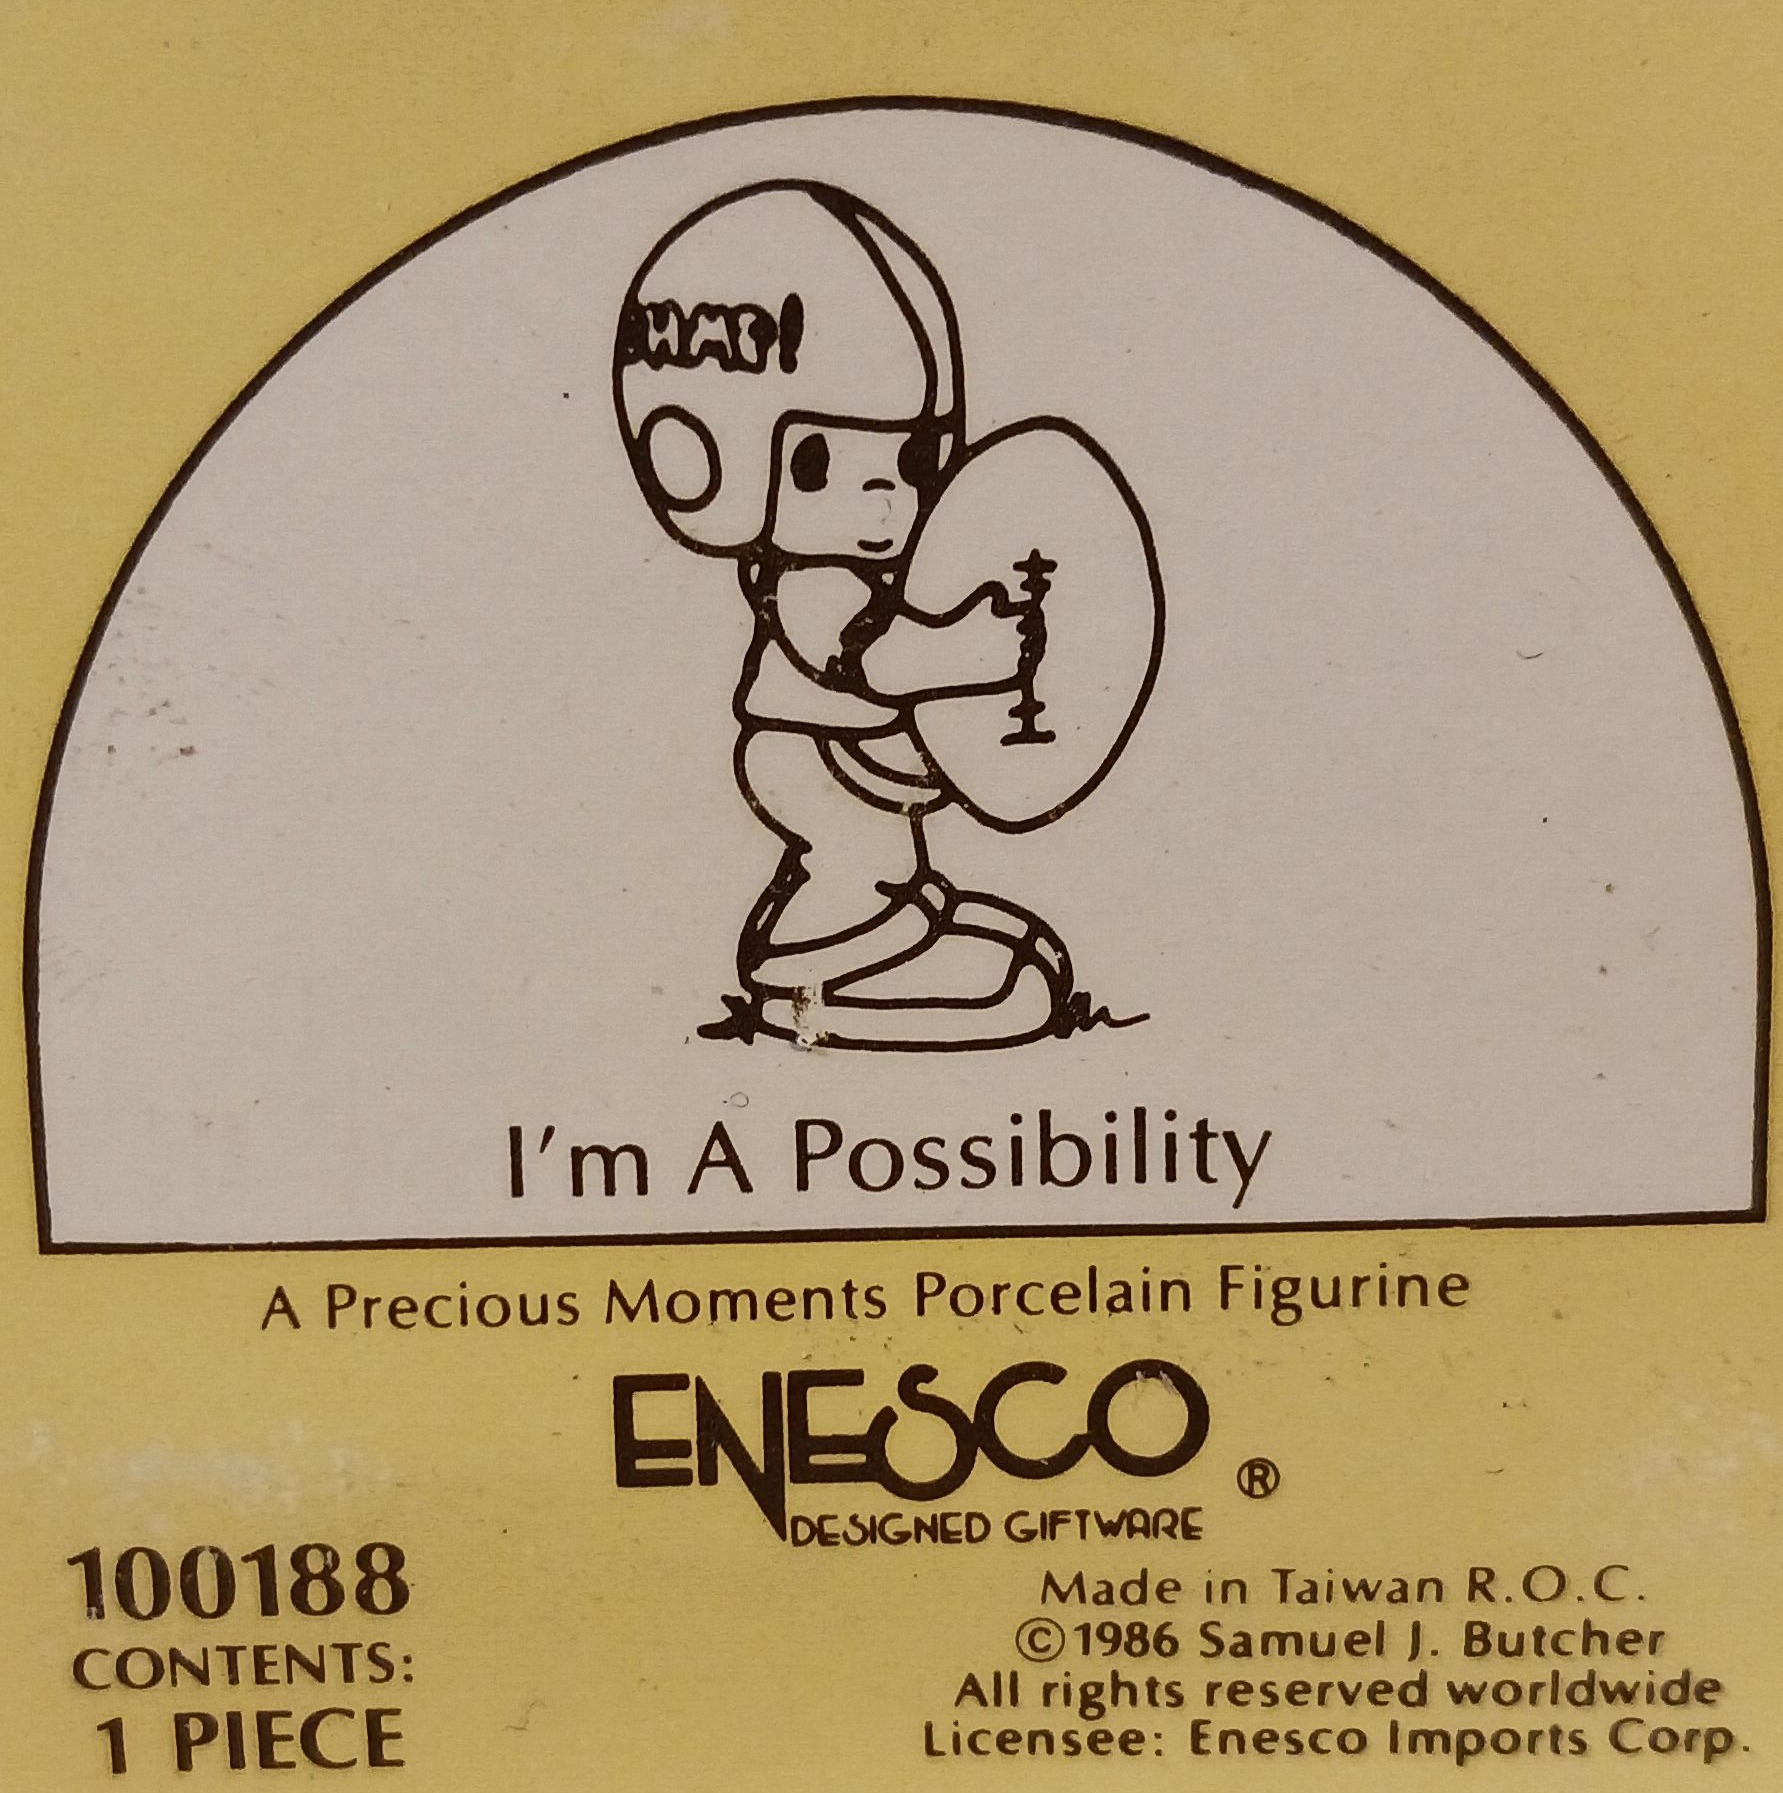 I'm A Possibility
A Precious Moments Porcelain Figurine
ENESCO ®
DESIGNED GIFTWARE
100188
CONTENTS:
1 PIECE
Made in Taiwan R.O.C.
©1986 Samuel J. Butcher
All rights reserved worldwide
Licensee: Enesco Imports Corp.